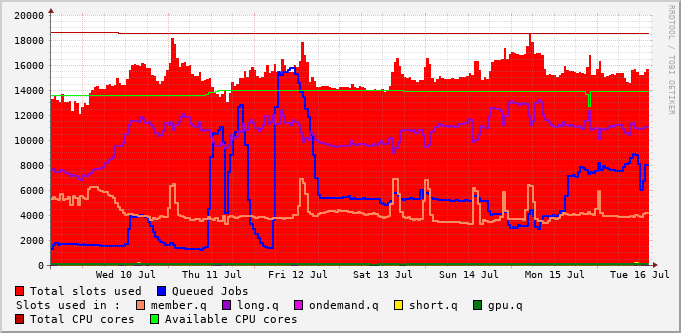 RRDTOOL / TOBI OETIKER
20000
18000
16000
14000
12000
10000
8000
6000
4000
2000
0
Wed 10 Jul Thu 11 Jul Fri 12 Jul Sat 13 Jul Sun 14 Jul Mon 15 Jul Tue 16 Jul
Total slots used Queued Jobs
Slots used in : member.q long.q ondemand.q short.q gpu.q
Total CPU cores Available CPU cores